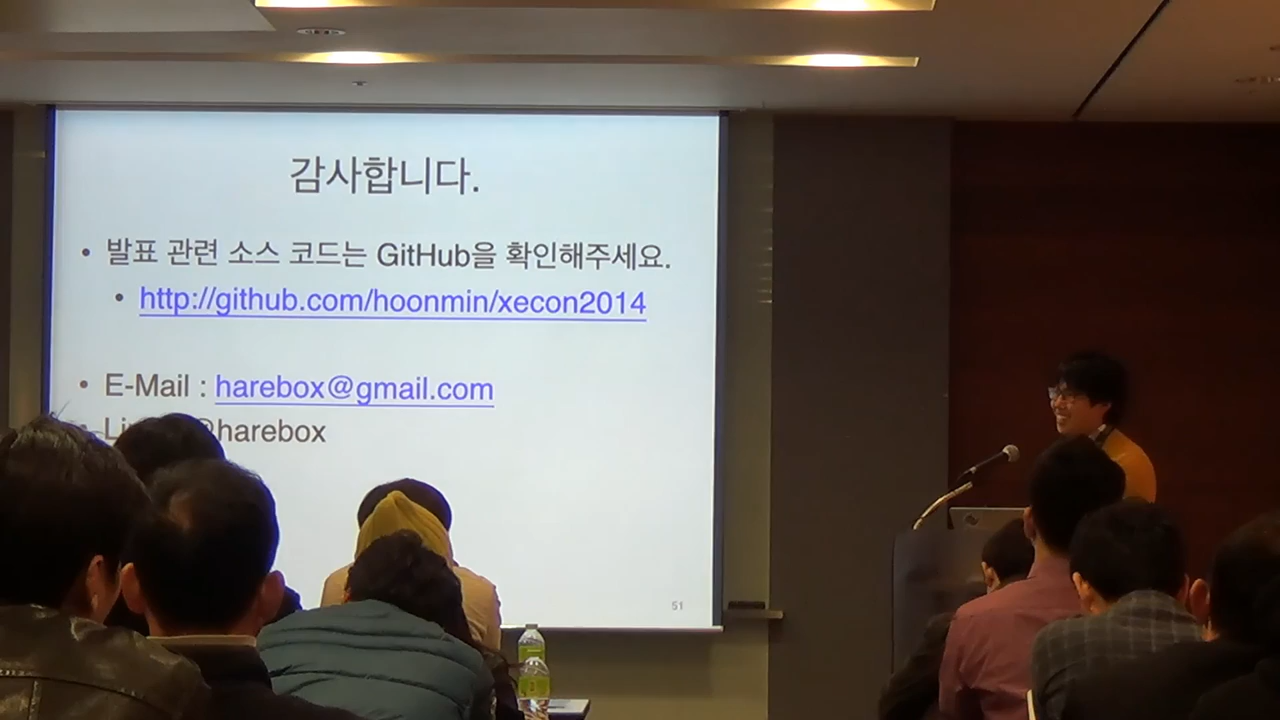 감사합니다.
• 발표 관련 소스 코드는 GitHub을 확인해주세요.
• http://github.com/hoonmin/xecon2014
• E-Mail : harebox@gmail.com
@harebox
51